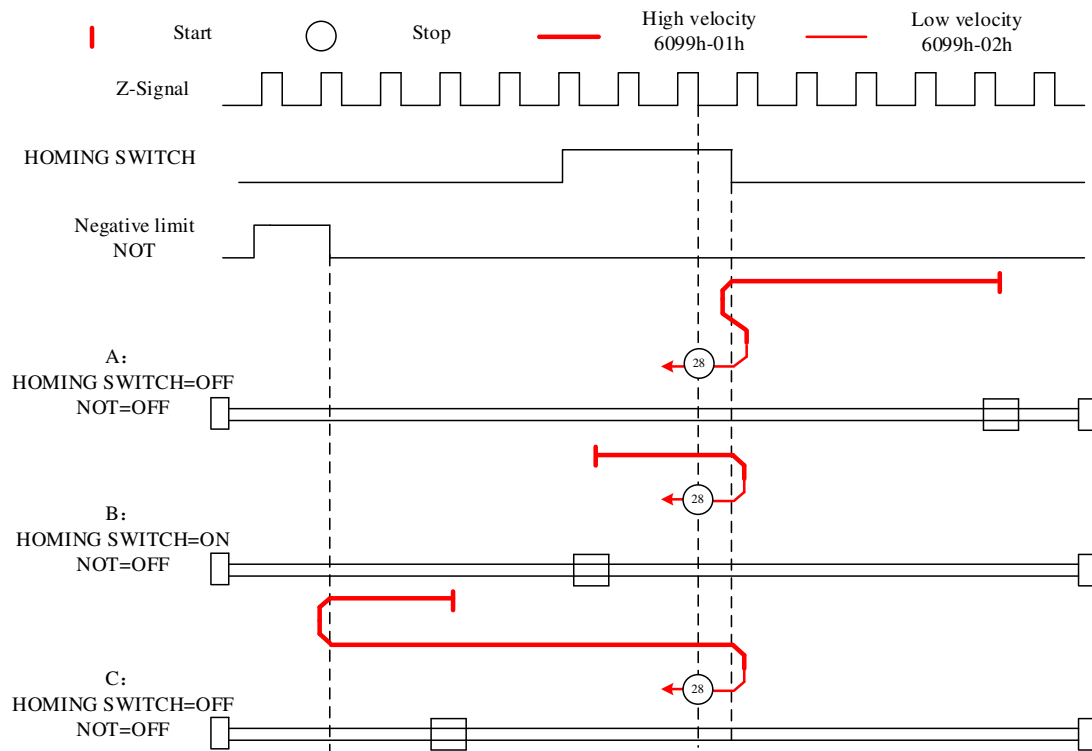 Start
Stop
High velocity
6099h-01h
Low velocity
6099h-02h
Z-Signal
HOMING SWITCH
Negative limit
NOT
28
A:
HOMING SWITCH=OFF
NOT=OFF
28
B:
HOMING SWITCH=ON
NOT=OFF
28
C:
HOMING SWITCH=OFF
NOT=OFF